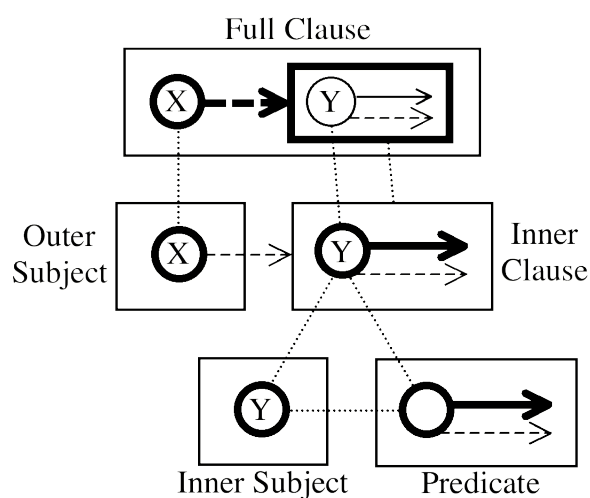 Full Clause
X
Y
Outer
Subject
X
Y
Inner
Clause
Y
Inner Subject
Predicate